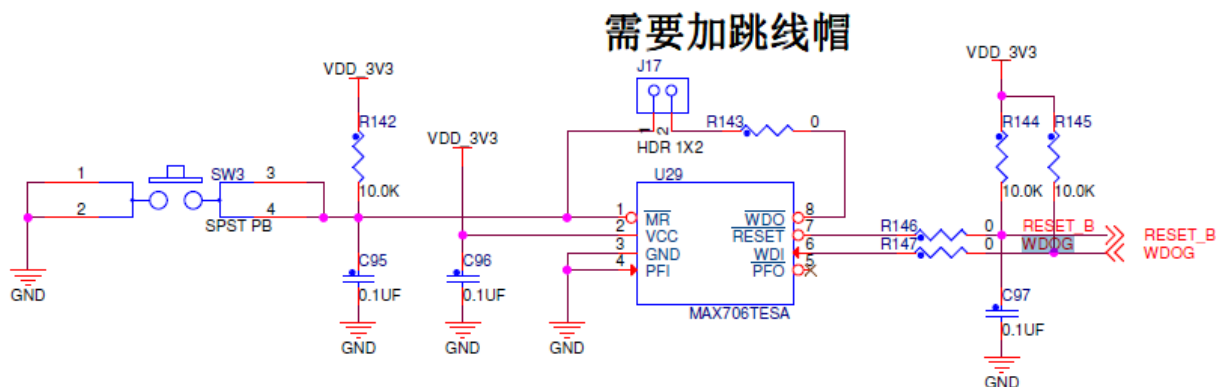 需要加跳线帽
VDD_3V3
J17
VDD_3V3
R142
VDD_3V3
1
2
R143
0
R144
R145
HDR 1X2
1
SW3
3
10.0K
U29
10.0K
10.0K
2
4
SPST PB
1
MR
WDO
8
2
VCC
RESET
7
R146
0
RESET_B
RESET_B
3
GND
WDI
6
R147
0
WDOG
WDOG
4
PFI
PFO
5
C95
C96
C97
GND
0.1UF
0.1UF
MAX706TESA
0.1UF
GND
GND
GND
GND